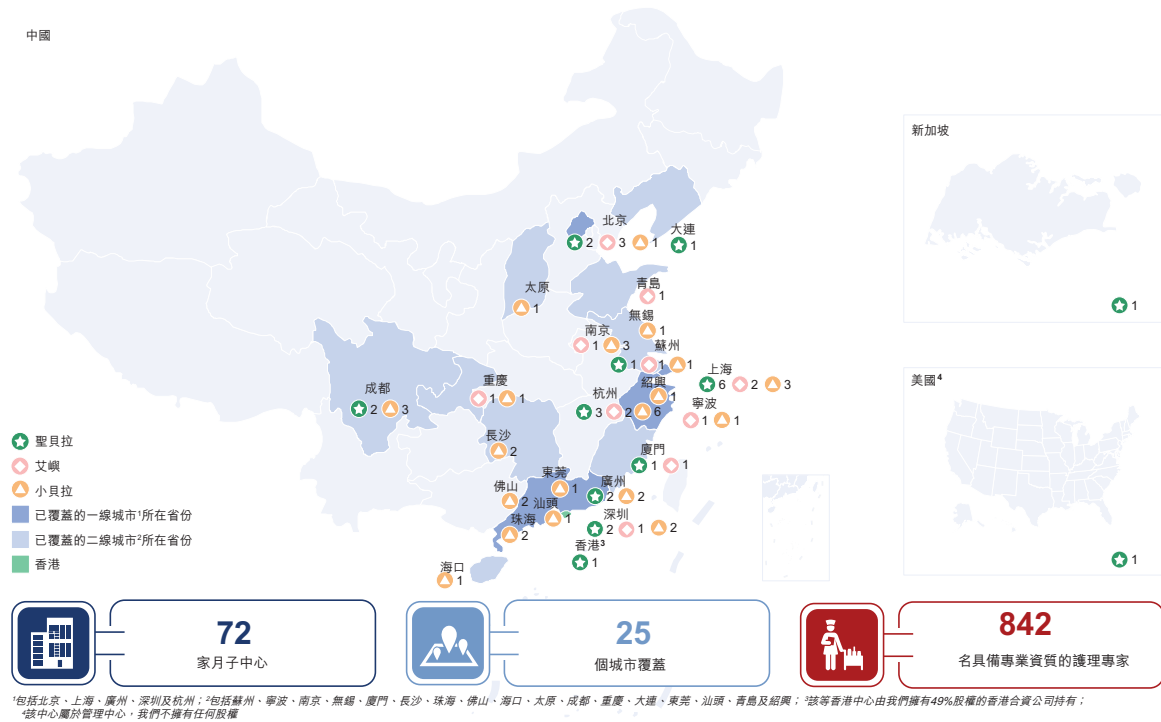 中國
新加坡
1
美國⁴
1
北京
2 3 1
大連
1
太原
1
青島
1
無錫
1
南京
1 3
蘇州
1 1 1
上海
6 2 3
成都
2 3
重慶
1 1
杭州
3 2 6
紹興
1
寧波
1 1
長沙
2
廈門
1 1
東莞
1
廣州
2 2
佛山
2
汕頭
1
深圳
2 1 2
珠海
2
香港³
1
海口
1
聖貝拉
艾嶼
小貝拉
已覆蓋的一線城市¹所在省份
已覆蓋的二線城市²所在省份
香港
72
家月子中心
25
個城市覆蓋
842
名具備專業資質的護理專家
¹包括北京、上海、廣州、深圳及杭州；²包括蘇州、寧波、南京、無錫、廈門、長沙、珠海、佛山、海口、太原、成都、重慶、大連、東莞、汕頭、青島及紹興；³該等香港中心由我們擁有49%股權的香港合資公司持有；
⁴該中心屬於管理中心，我們不擁有任何股權